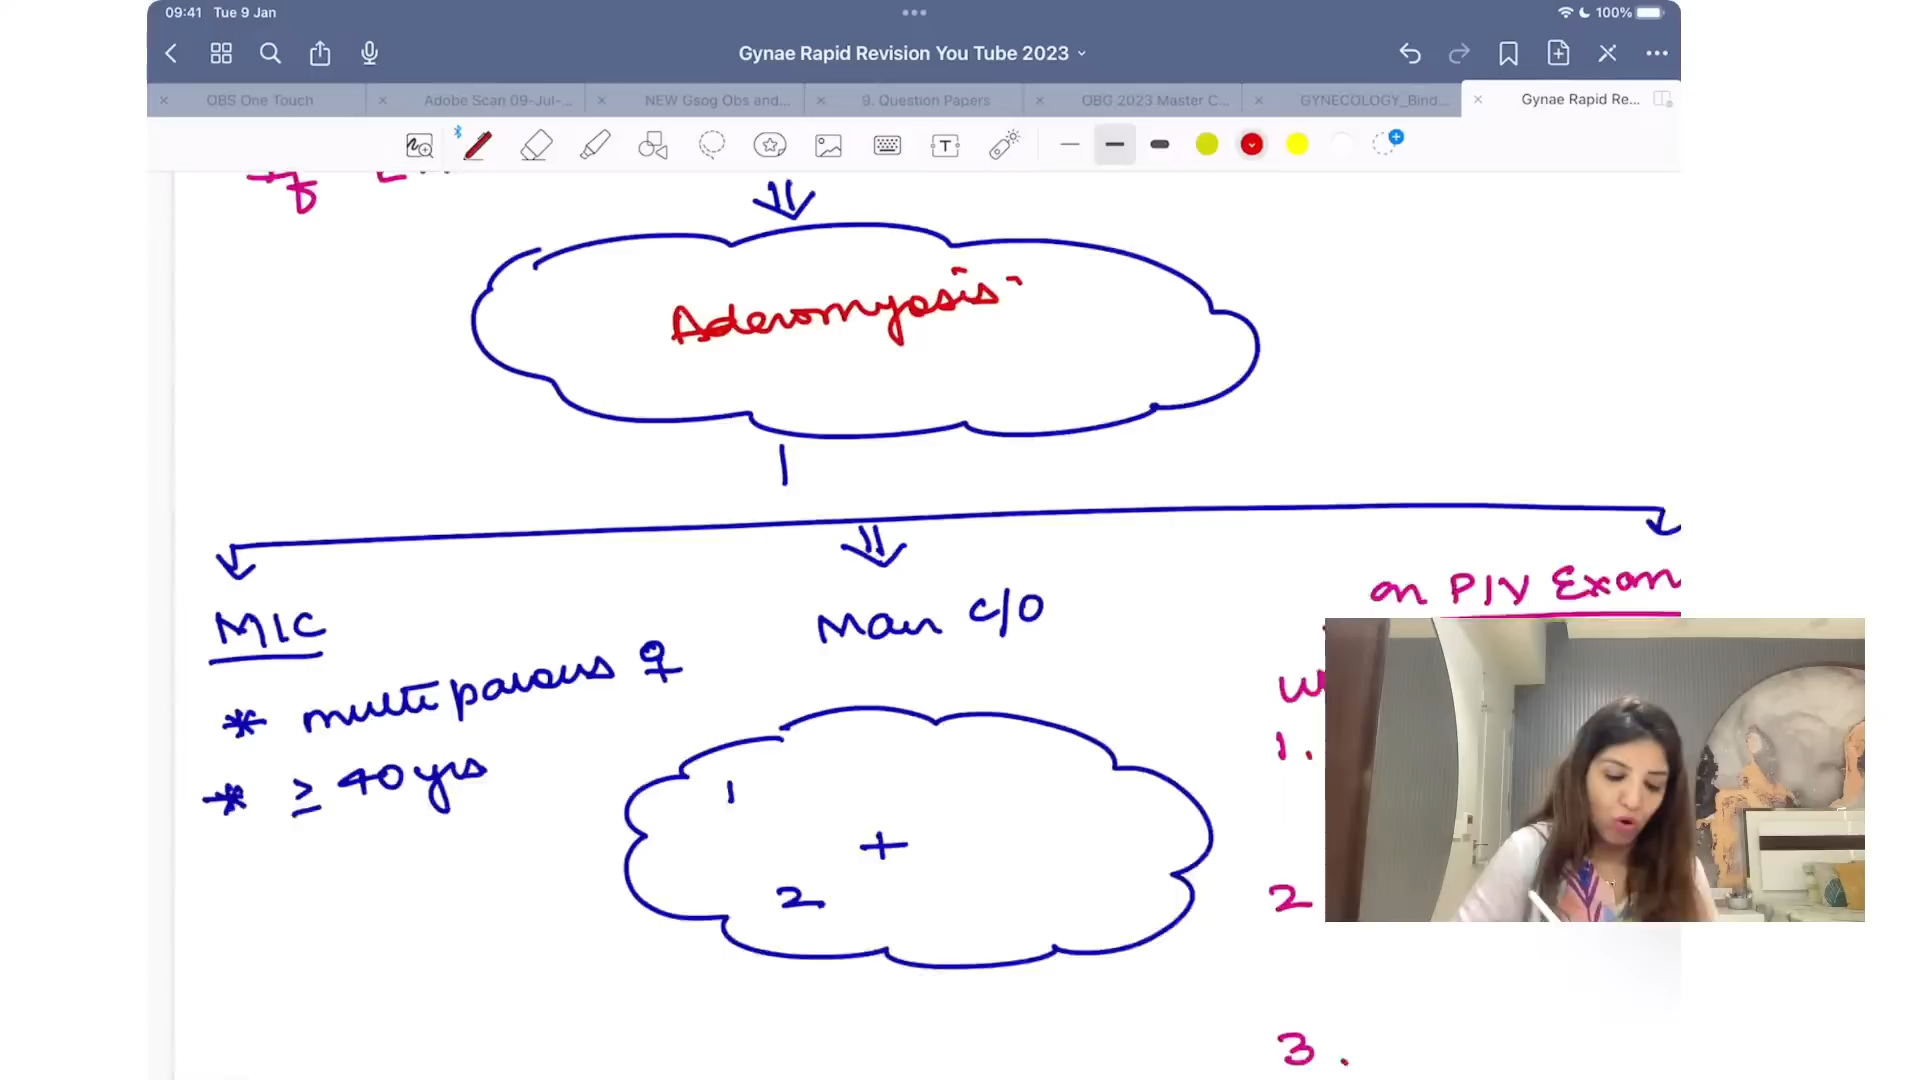 09:41 Tue 9 Jan
100%
Gynae Rapid Revision You Tube 2023
OBS One Touch
Adobe Scan 09-Jul-...
NEW Gsog Obs and...
9. Question Papers
OBG 2023 Master C...
GYNECOLOGY_Bind...
Gynae Rapid Re...
T
Adenomyosis
MIC
* multiparous ♀
* ≥ 40 yrs
Main C/O
1
+
2
on P/V Exam
1.
2
3.